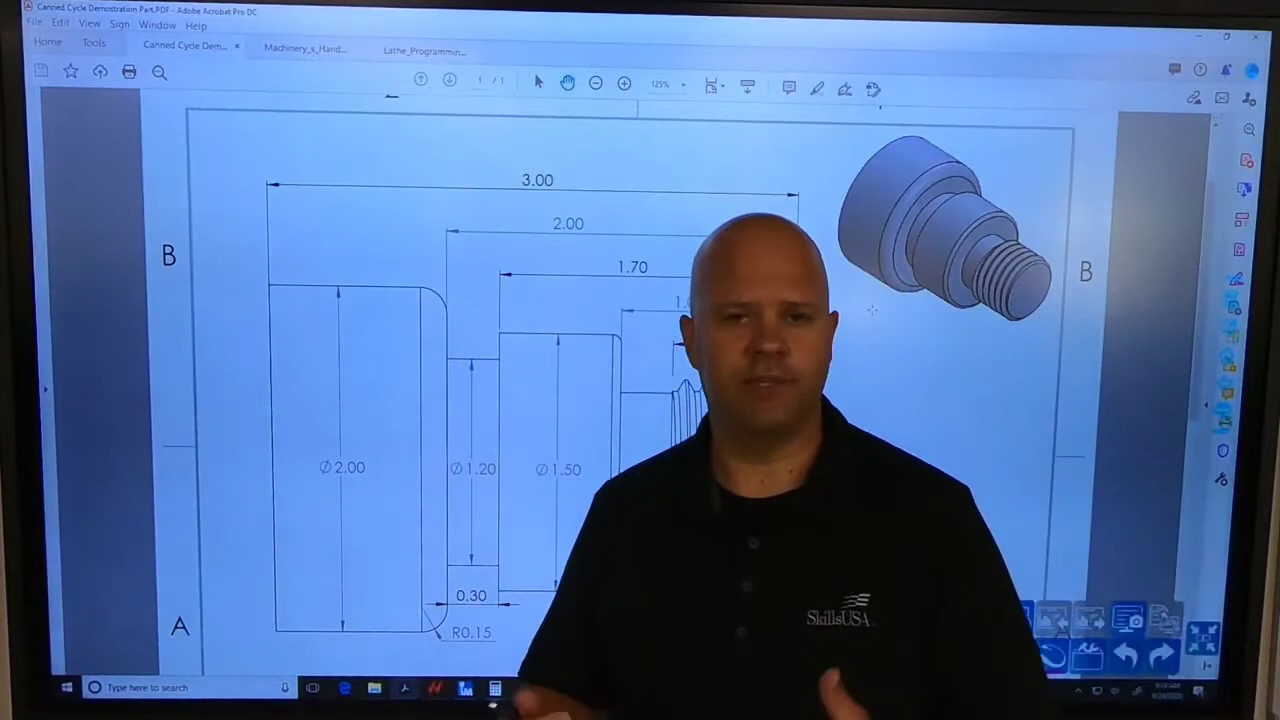 Canned Cycle Demostration Part.PDF - Adobe Acrobat Pro DC
File Edit View Sign Window Help
Home Tools Canned Cycle Dem... × Machinery_s_Hand... Lathe_Programmin...
1 / 1 125%
3.00
2.00
B
1.70
B
Ø2.00
Ø1.20
Ø1.50
0.30
A
R0.15
SkillsUSA
Type here to search